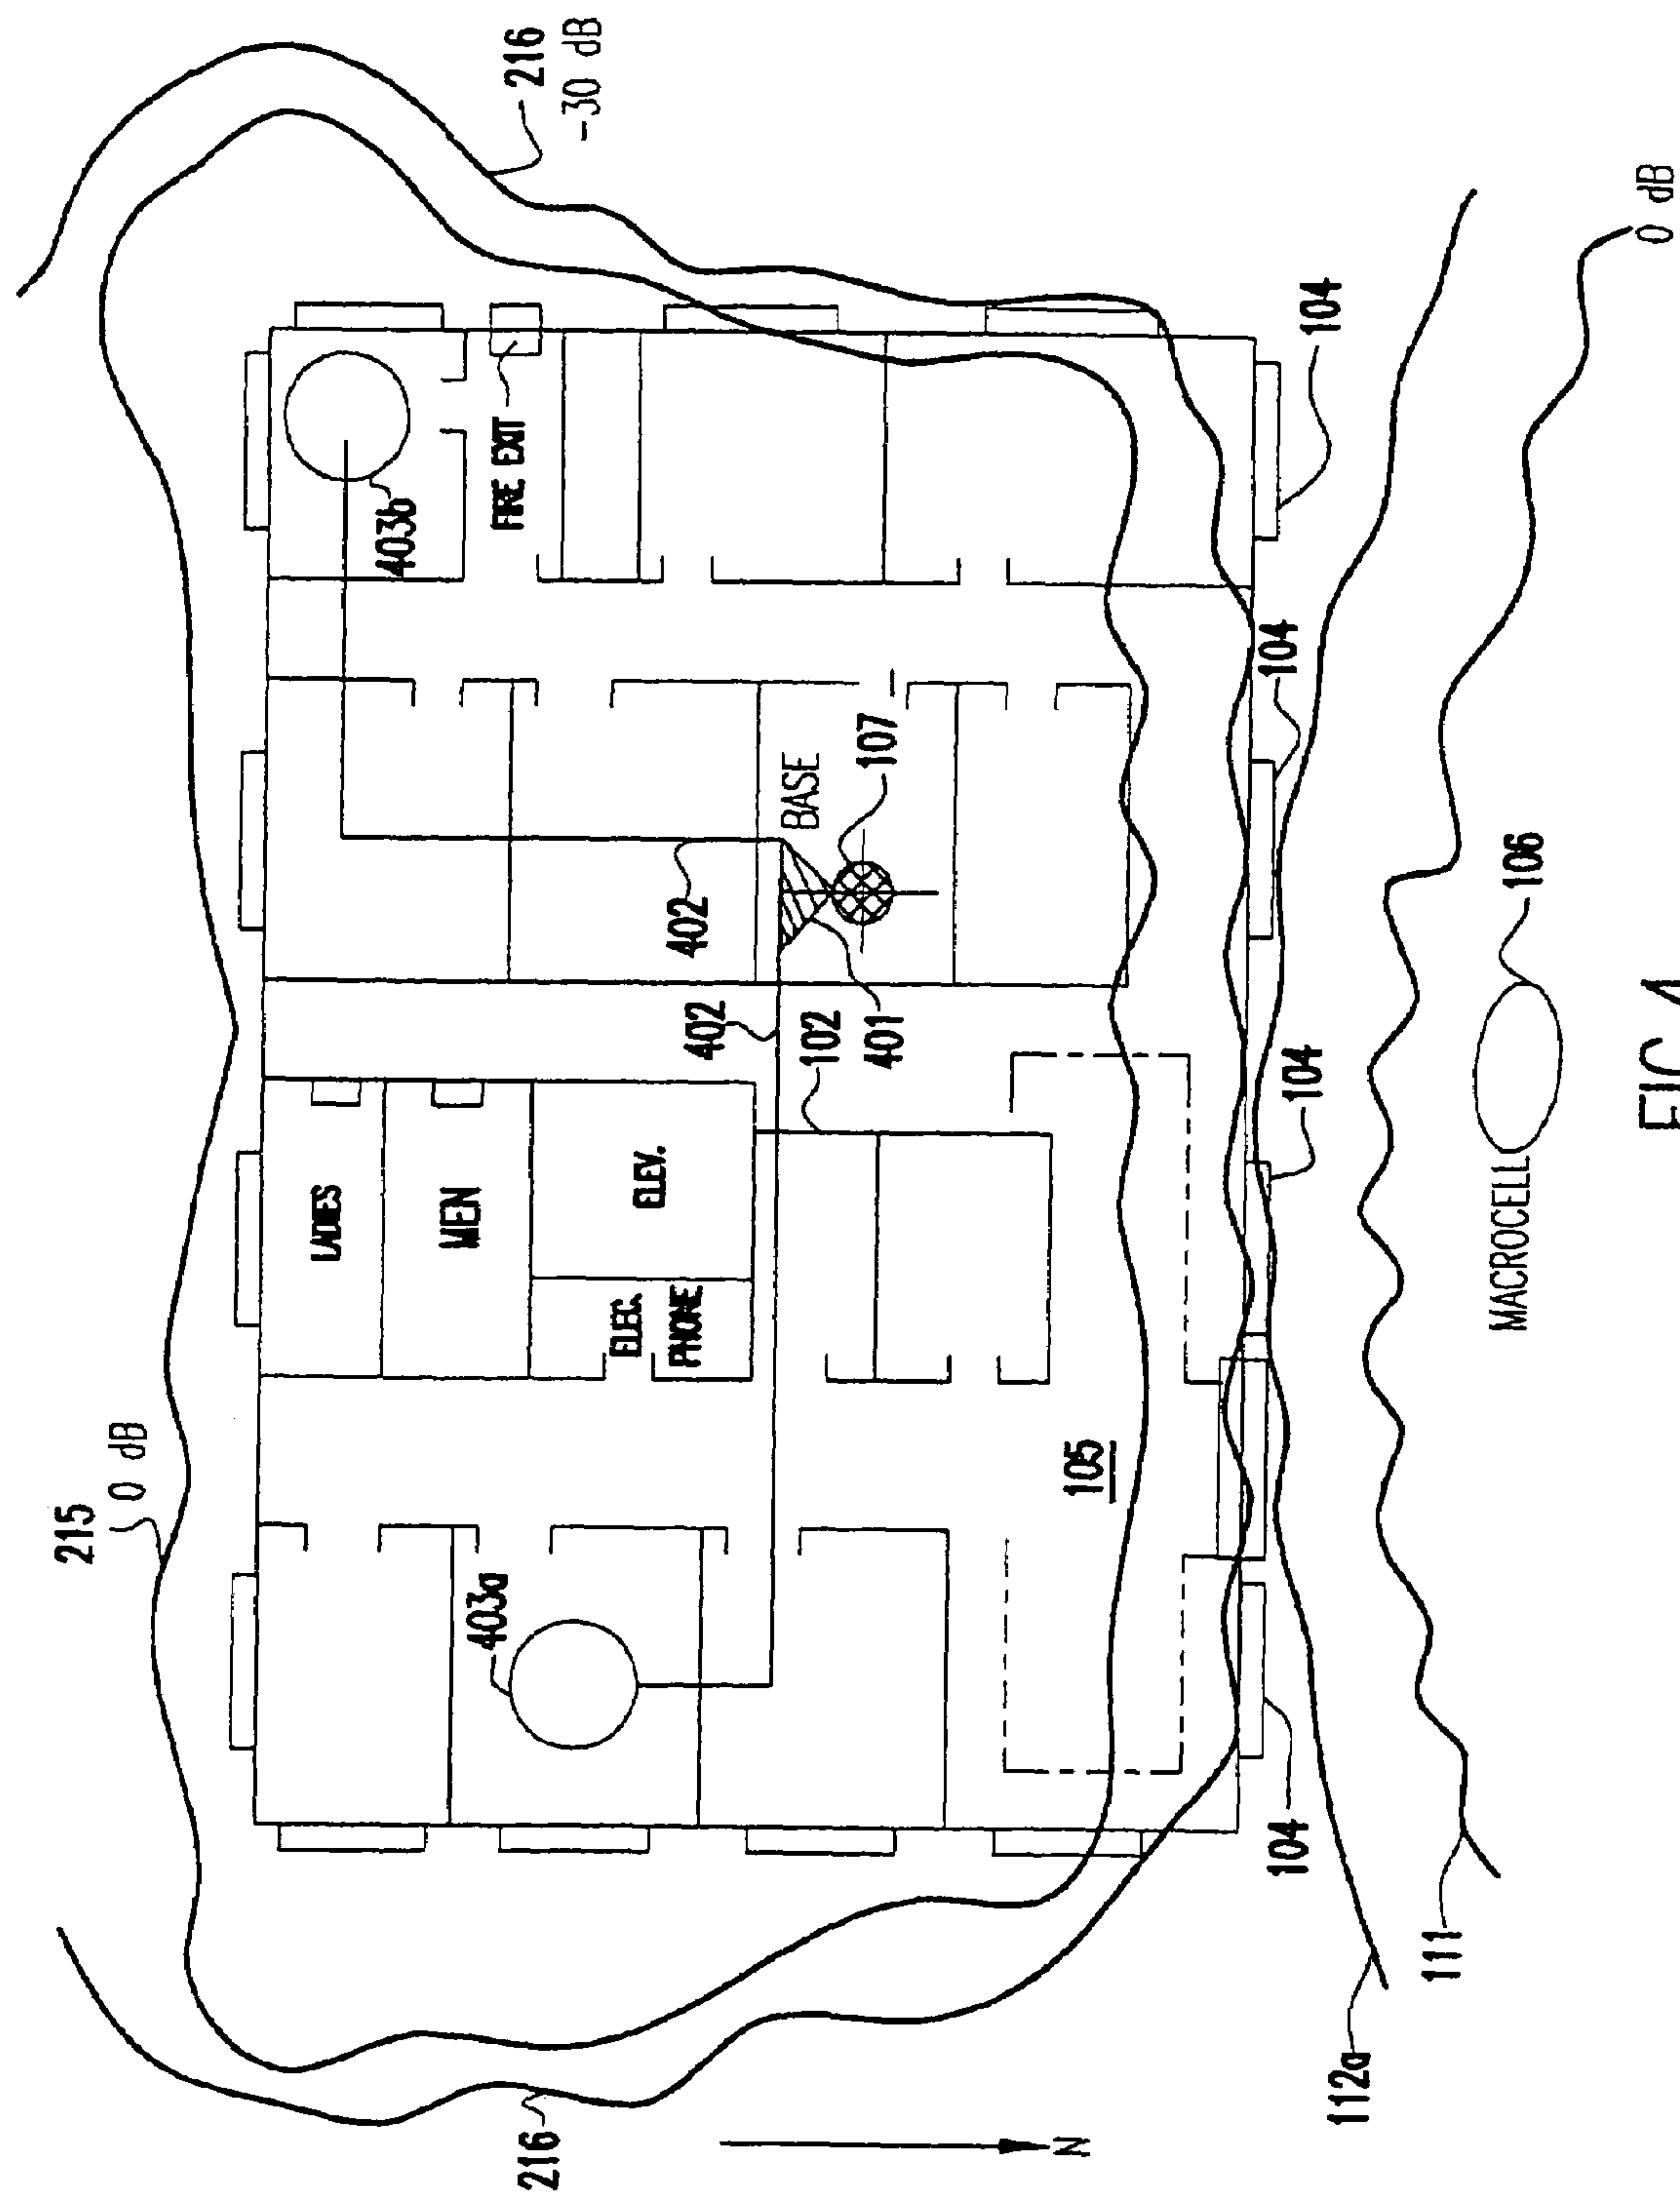 215
0 dB
LADIES
403b
MEN
403a
FIRE EXIT
216
216
-30 dB
ELEC.
PHONE
ELEV.
402
402
BASE
102
107
401
N
105
104
104
104
104
112a
111
MACROCELL
106
0 dB
FIG. 4